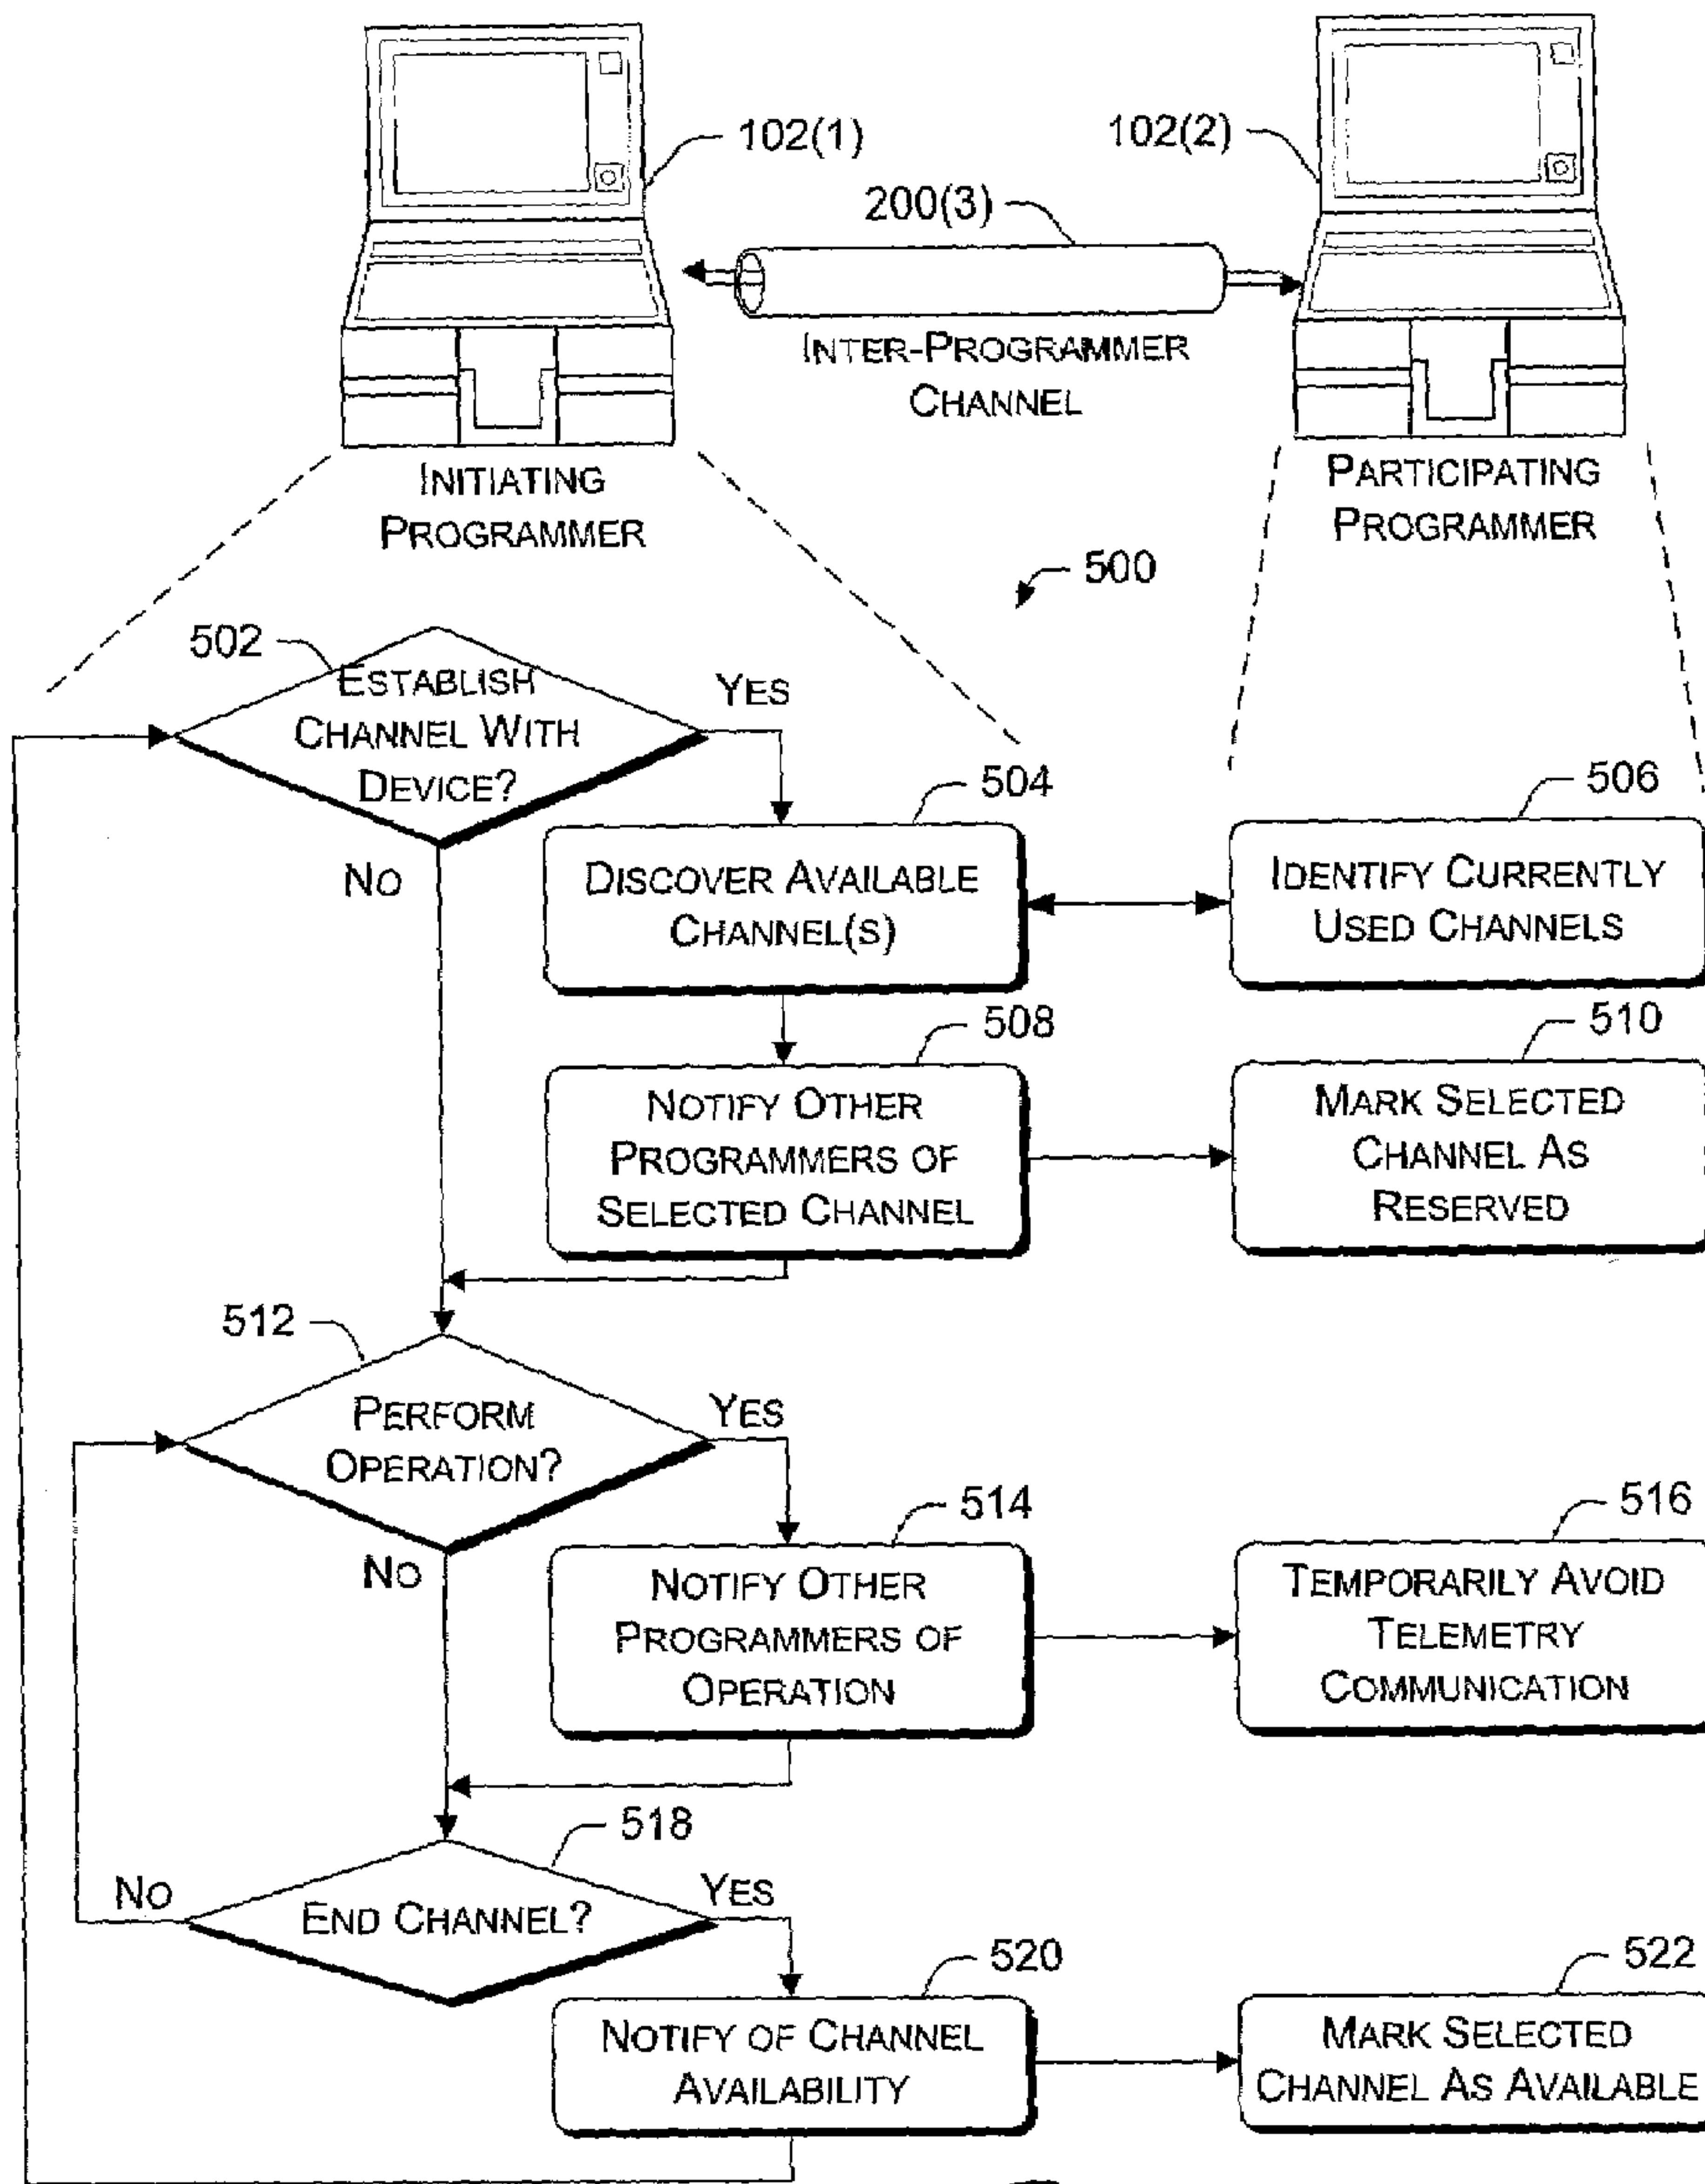 102(1)
102(2)
200(3)
INTER-PROGRAMMER
CHANNEL
INITIATING
PROGRAMMER
PARTICIPATING
PROGRAMMER
500
502
ESTABLISH
CHANNEL WITH
DEVICE?
YES
NO
504
DISCOVER AVAILABLE
CHANNEL(S)
506
IDENTIFY CURRENTLY
USED CHANNELS
508
NOTIFY OTHER
PROGRAMMERS OF
SELECTED CHANNEL
510
MARK SELECTED
CHANNEL AS
RESERVED
512
PERFORM
OPERATION?
YES
NO
514
NOTIFY OTHER
PROGRAMMERS OF
OPERATION
516
TEMPORARILY AVOID
TELEMETRY
COMMUNICATION
518
END CHANNEL?
NO
YES
520
NOTIFY OF CHANNEL
AVAILABILITY
522
MARK SELECTED
CHANNEL AS AVAILABLE